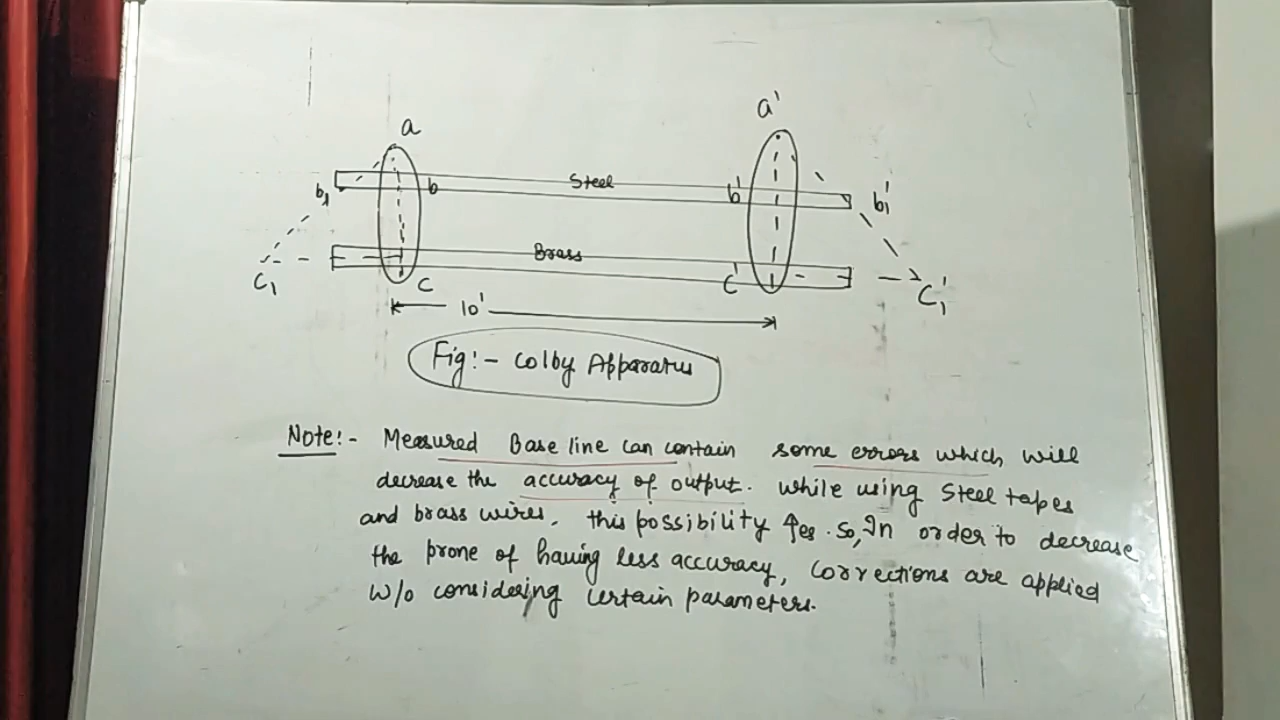 a a'
b₁ b Steel b' b₁'
Brass
C₁ C C' C₁'
10'
Fig:- Colby Apparatus
Note:- Measured Base line can contain some errors which will
decrease the accuracy of output. while using Steel tapes
and brass wires, this possibility ↑es. So, In order to decrease
the prone of having less accuracy, Corrections are applied
w/o considering certain parameters.